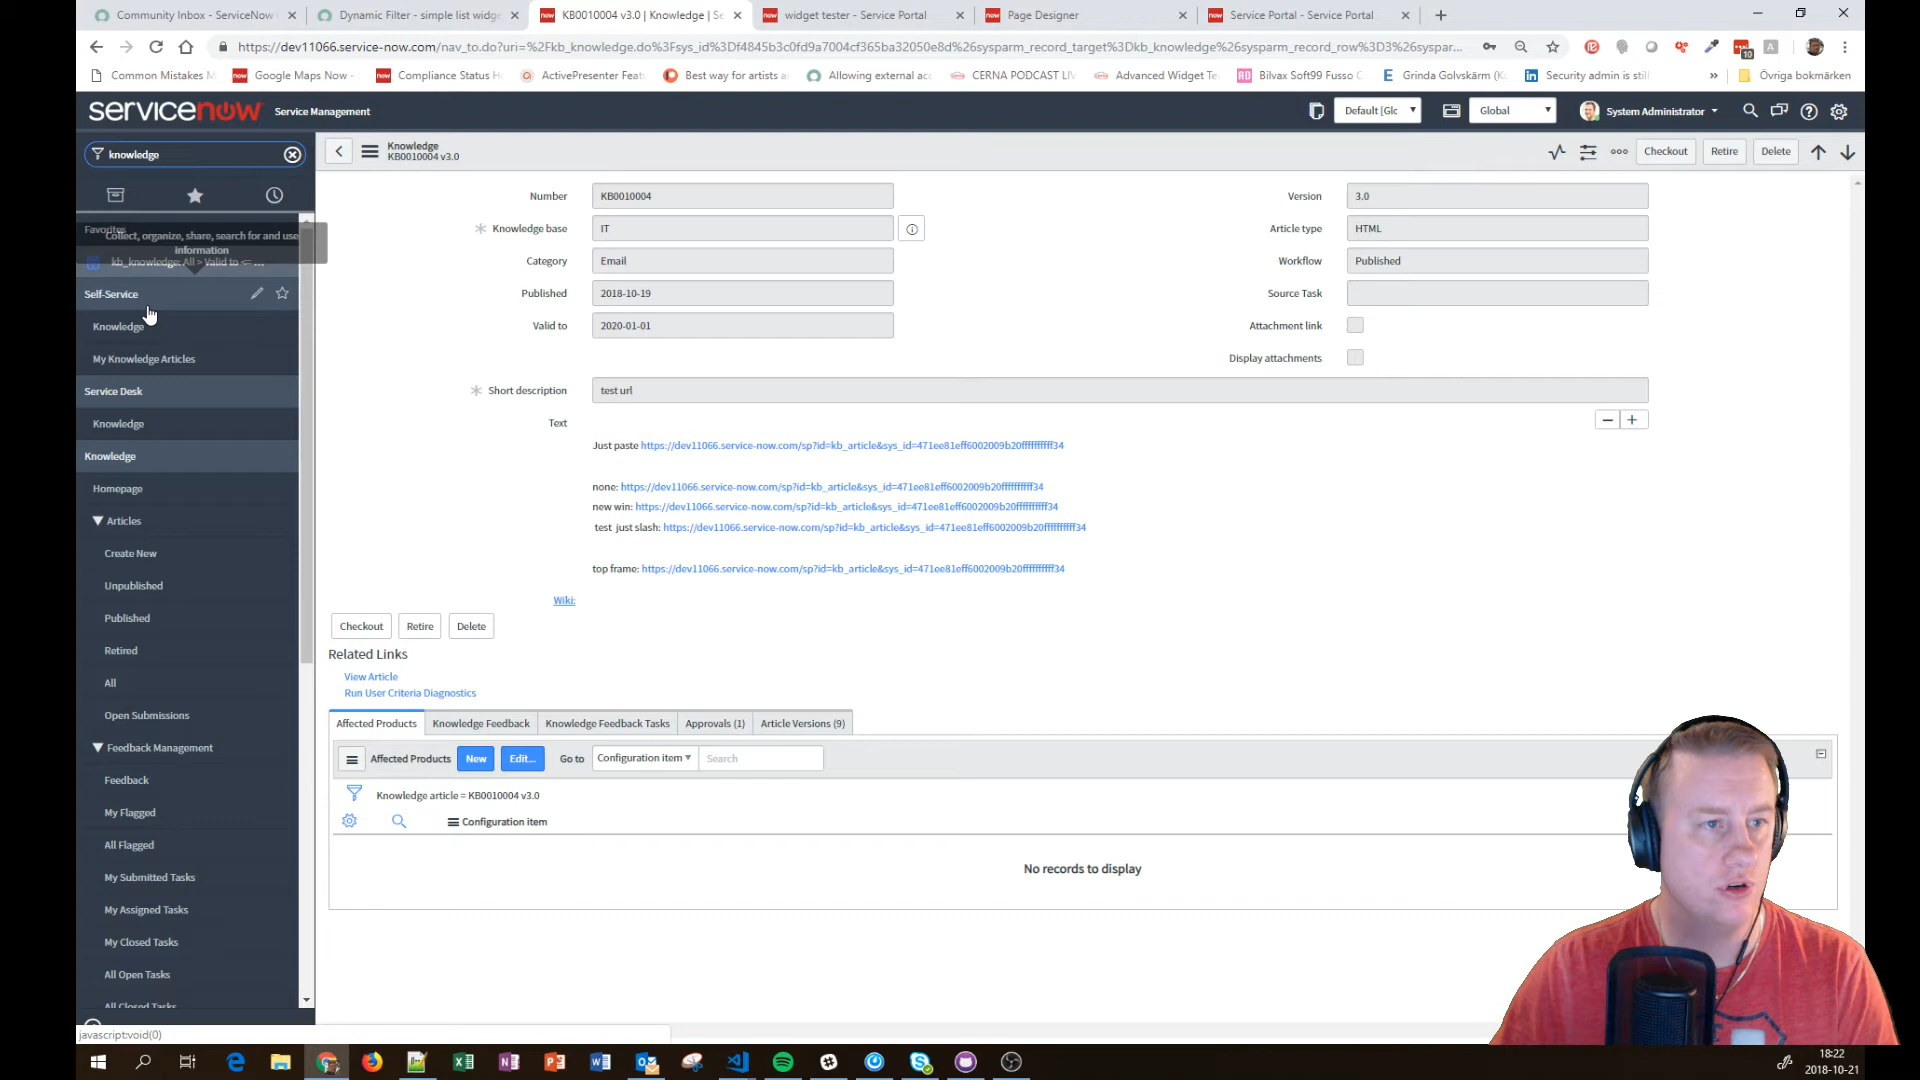 Community Inbox - ServiceNow
Dynamic Filter - simple list widge
KB0010004 v3.0 | Knowledge | Se
widget tester - Service Portal
Page Designer
Service Portal - Service Portal
https://dev11066.service-now.com/nav_to.do?uri=%2Fkb_knowledge.do%3Fsys_id%3Df4845b3c0fd9a7004cf365ba32050e8d%26sysparm_record_target%3Dkb_knowledge%26sysparm_record_row%3D3%26syspar...
10
Common Mistakes M
Google Maps Now -
Compliance Status H
ActivePresenter Feat
Best way for artists a
Allowing external acc
CERNA PODCAST LIV
Advanced Widget Te
Bilvax Soft99 Fusso C
Grinda Golvskärm (K
Security admin is still
Övriga bokmärken
servicenow Service Management
Default [Glc
Global
System Administrator
knowledge
Knowledge
KB0010004 v3.0
Checkout
Retire
Delete
Favorites
Collect, organize, share, search for and use
information
kb_knowledge: All > Valid to <= ...
Self-Service
Knowledge
My Knowledge Articles
Service Desk
Knowledge
Knowledge
Homepage
Articles
Create New
Unpublished
Published
Retired
All
Open Submissions
Feedback Management
Feedback
My Flagged
All Flagged
My Submitted Tasks
My Assigned Tasks
My Closed Tasks
All Open Tasks
All Closed Tasks
Number KB0010004
Version 3.0
Knowledge base IT
Article type HTML
Category Email
Workflow Published
Published 2018-10-19
Source Task
Valid to 2020-01-01
Attachment link
Display attachments
Short description test url
Text
Just paste https://dev11066.service-now.com/sp?id=kb_article&sys_id=471ee81eff6002009b20ffffffffff34
none: https://dev11066.service-now.com/sp?id=kb_article&sys_id=471ee81eff6002009b20ffffffffff34
new win: https://dev11066.service-now.com/sp?id=kb_article&sys_id=471ee81eff6002009b20ffffffffff34
test just slash: https://dev11066.service-now.com/sp?id=kb_article&sys_id=471ee81eff6002009b20ffffffffff34
top frame: https://dev11066.service-now.com/sp?id=kb_article&sys_id=471ee81eff6002009b20ffffffffff34
Wiki:
Checkout
Retire
Delete
Related Links
View Article
Run User Criteria Diagnostics
Affected Products
Knowledge Feedback
Knowledge Feedback Tasks
Approvals (1)
Article Versions (9)
Affected Products New Edit... Go to Configuration item Search
Knowledge article = KB0010004 v3.0
Configuration item
No records to display
javascript:void(0)
18:22
2018-10-21